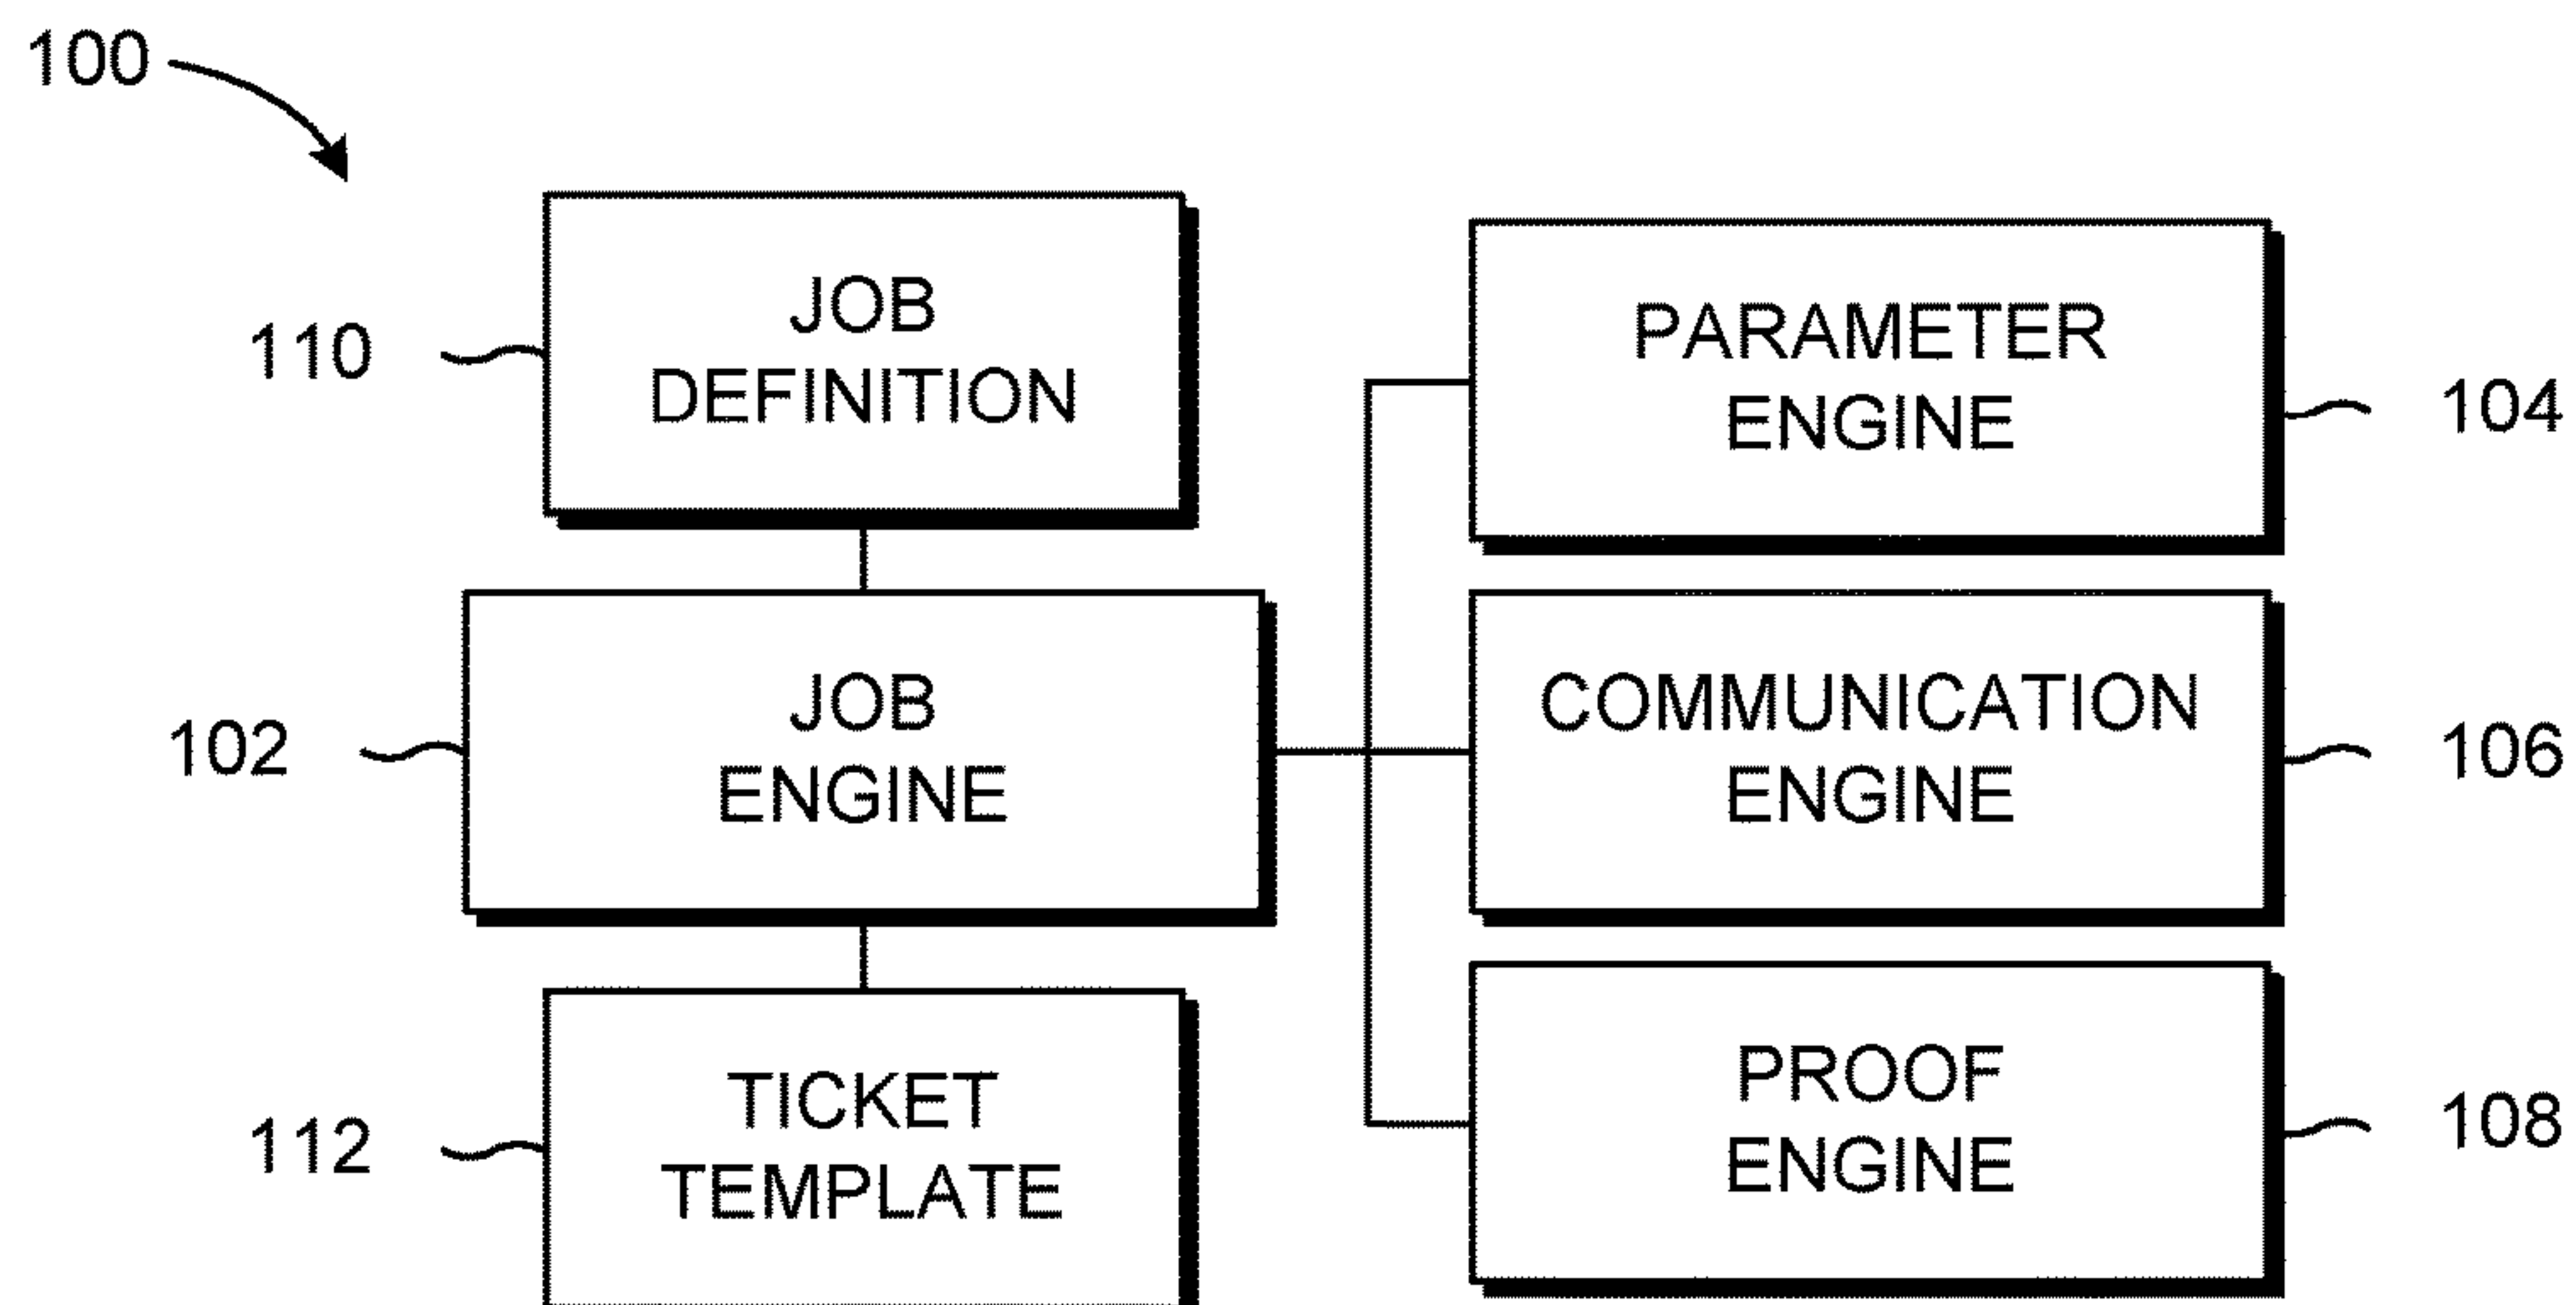 100
110
JOB
DEFINITION
PARAMETER
ENGINE
104
102
JOB
ENGINE
COMMUNICATION
ENGINE
106
112
TICKET
TEMPLATE
PROOF
ENGINE
108